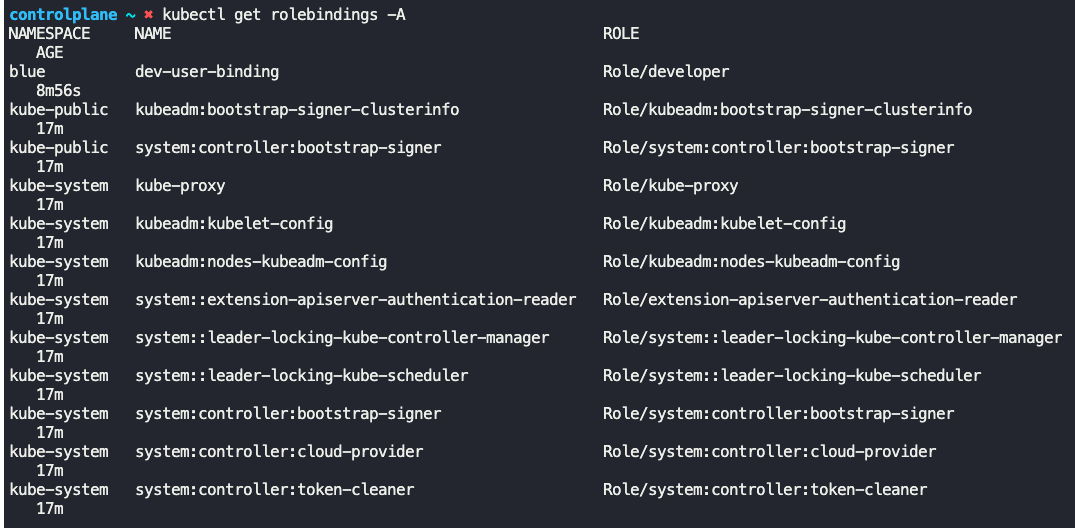 controlplane ~ ✖ kubectl get rolebindings -A
NAMESPACE     NAME                                                ROLE
   AGE
blue          dev-user-binding                                    Role/developer
   8m56s
kube-public   kubeadm:bootstrap-signer-clusterinfo                Role/kubeadm:bootstrap-signer-clusterinfo
   17m
kube-public   system:controller:bootstrap-signer                  Role/system:controller:bootstrap-signer
   17m
kube-system   kube-proxy                                          Role/kube-proxy
   17m
kube-system   kubeadm:kubelet-config                              Role/kubeadm:kubelet-config
   17m
kube-system   kubeadm:nodes-kubeadm-config                        Role/kubeadm:nodes-kubeadm-config
   17m
kube-system   system::extension-apiserver-authentication-reader   Role/extension-apiserver-authentication-reader
   17m
kube-system   system::leader-locking-kube-controller-manager      Role/system::leader-locking-kube-controller-manager
   17m
kube-system   system::leader-locking-kube-scheduler               Role/system::leader-locking-kube-scheduler
   17m
kube-system   system:controller:bootstrap-signer                  Role/system:controller:bootstrap-signer
   17m
kube-system   system:controller:cloud-provider                    Role/system:controller:cloud-provider
   17m
kube-system   system:controller:token-cleaner                     Role/system:controller:token-cleaner
   17m